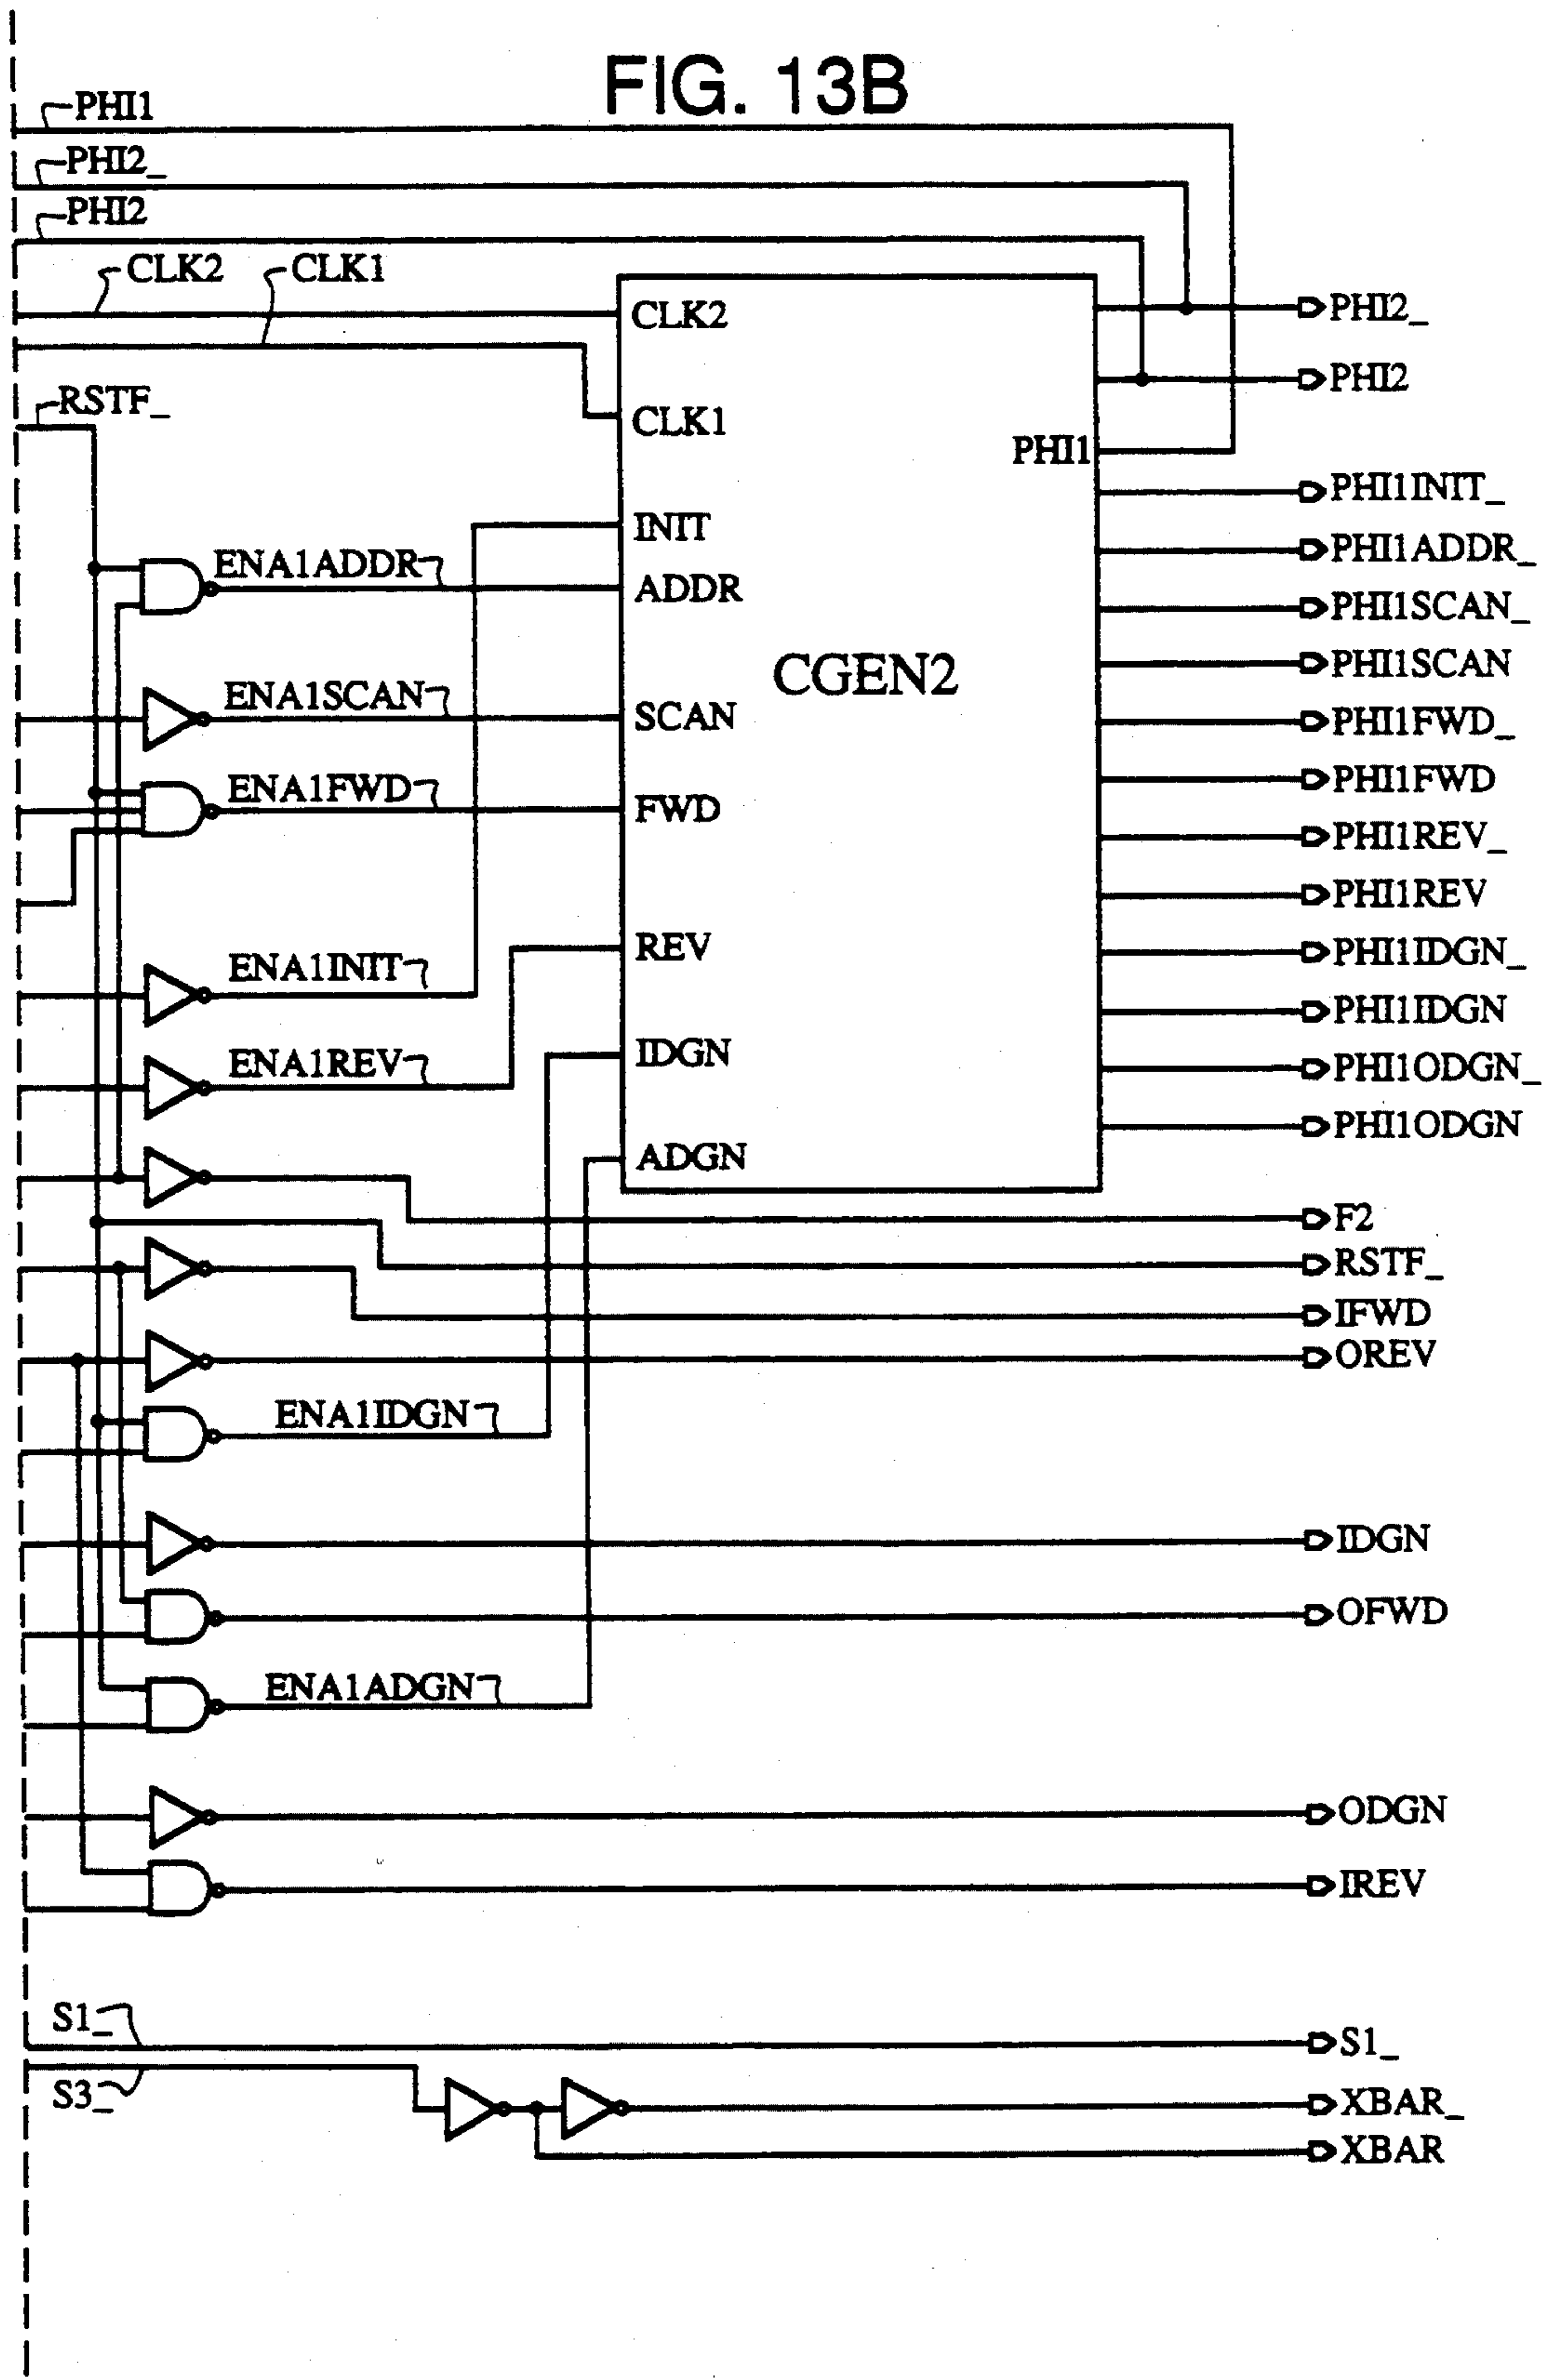 FIG. 13B
PHI1
PHI2_
PHI2
CLK2
CLK1
RSTF_
CLK2
CLK1
INIT
ADDR
SCAN
FWD
REV
IDGN
ADGN
CGEN2
PHI1
ENA1ADDR
ENA1SCAN
ENA1FWD
ENA1INIT
ENA1REV
ENA1IDGN
ENA1ADGN
PHI2_
PHI2
PHI1INIT_
PHI1ADDR_
PHI1SCAN_
PHI1SCAN
PHI1FWD_
PHI1FWD
PHI1REV_
PHI1REV
PHI1IDGN_
PHI1IDGN
PHI1ODGN_
PHI1ODGN
F2
RSTF_
IFWD
OREV
IDGN
OFWD
ODGN
IREV
S1_
S1_
S3_
XBAR_
XBAR